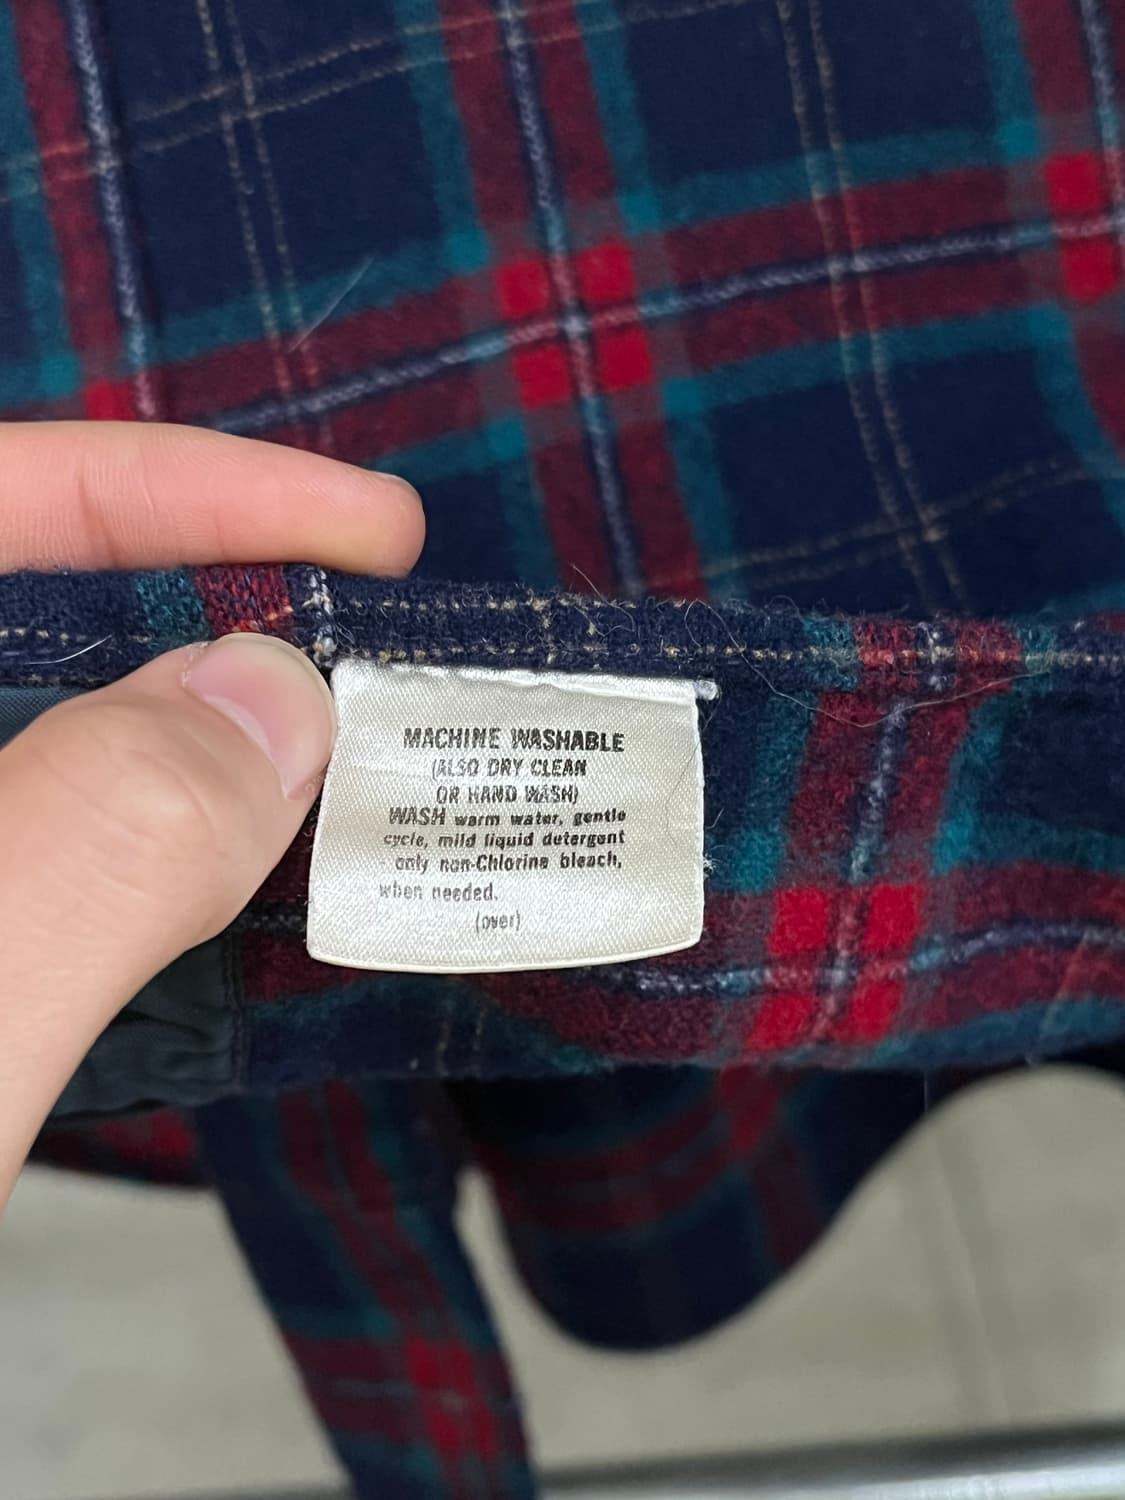 MACHINE WASHABLE
(ALSO DRY CLEAN
OR HAND WASH)
WASH warm water, gentle
cycle, mild liquid detergent
- only non-Chlorine bleach,
when needed.
(over)